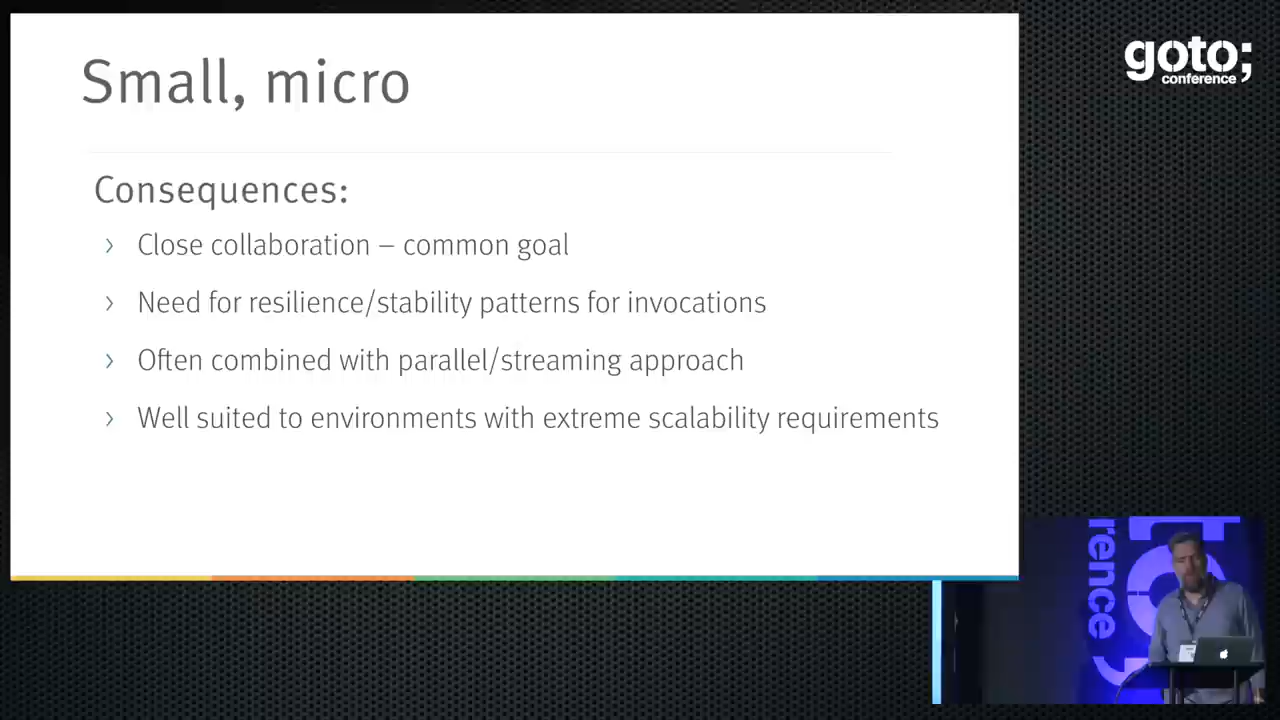 Small, micro
goto;
conference
Consequences:
› Close collaboration – common goal
› Need for resilience/stability patterns for invocations
› Often combined with parallel/streaming approach
› Well suited to environments with extreme scalability requirements
rence